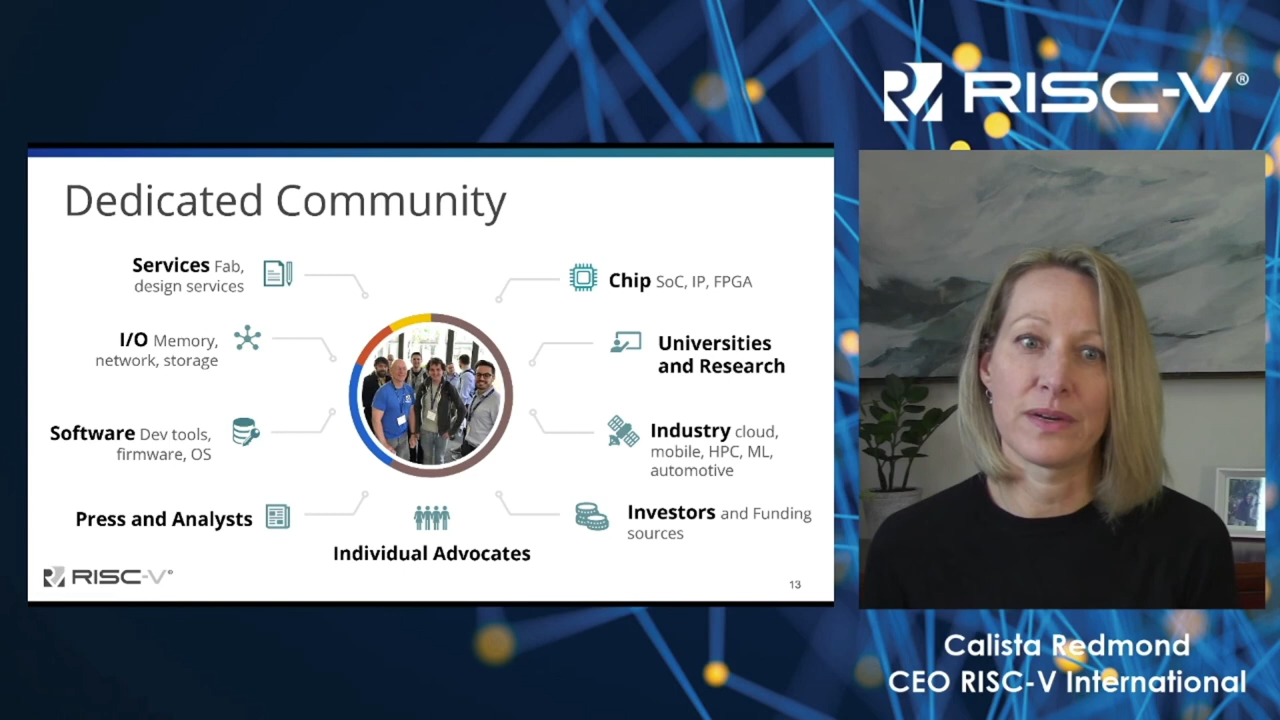 RISC-V®
Dedicated Community
Services Fab,
design services
I/O Memory,
network, storage
Software Dev tools,
firmware, OS
Press and Analysts
Individual Advocates
Chip SoC, IP, FPGA
Universities
and Research
Industry cloud,
mobile, HPC, ML,
automotive
Investors and Funding
sources
RISC-V®
13
Calista Redmond
CEO RISC-V International